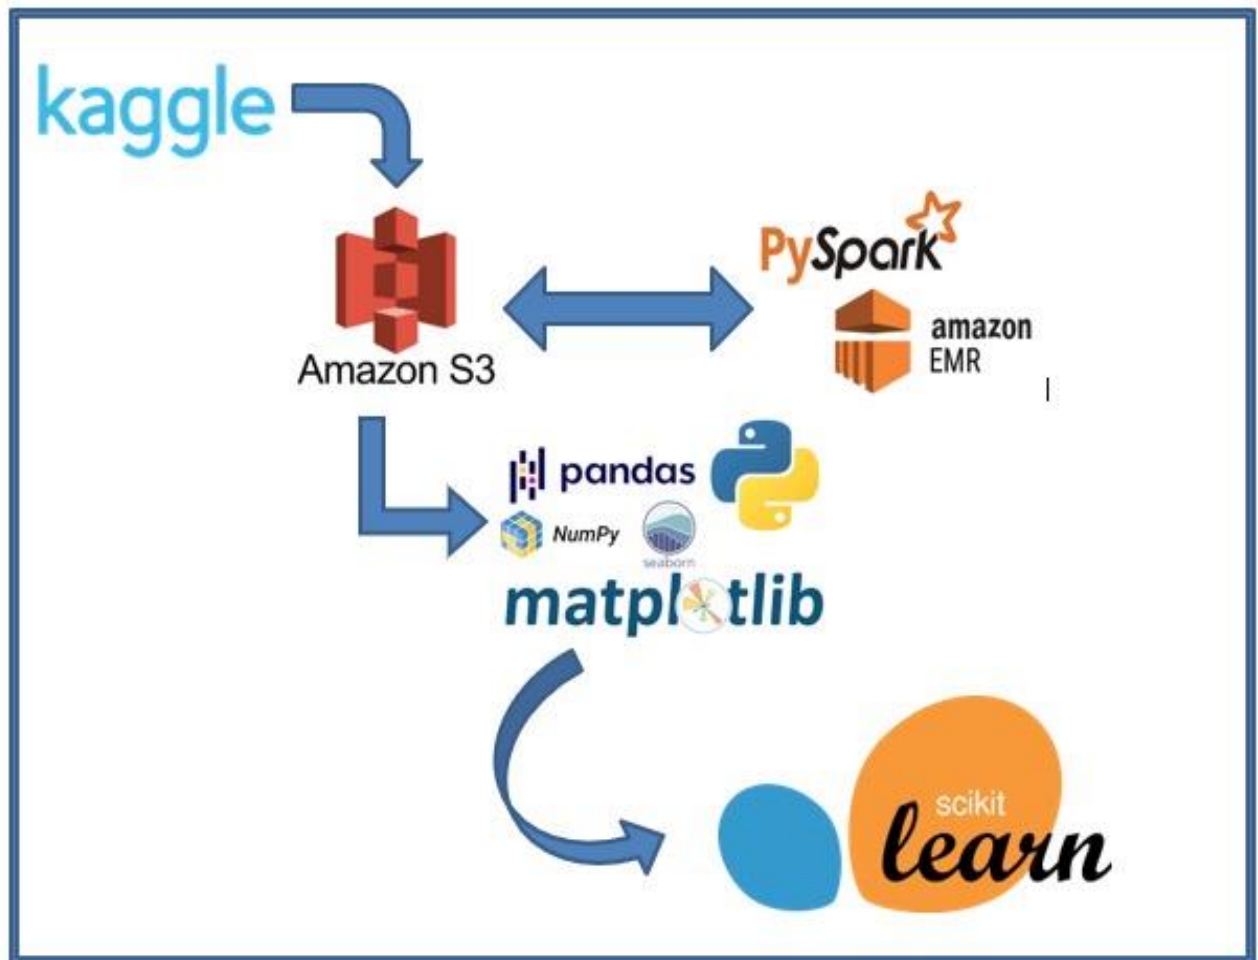 kaggle
PySpark
amazon
EMR
Amazon S3
pandas
NumPy
seaborn
matplotlib
scikit
learn